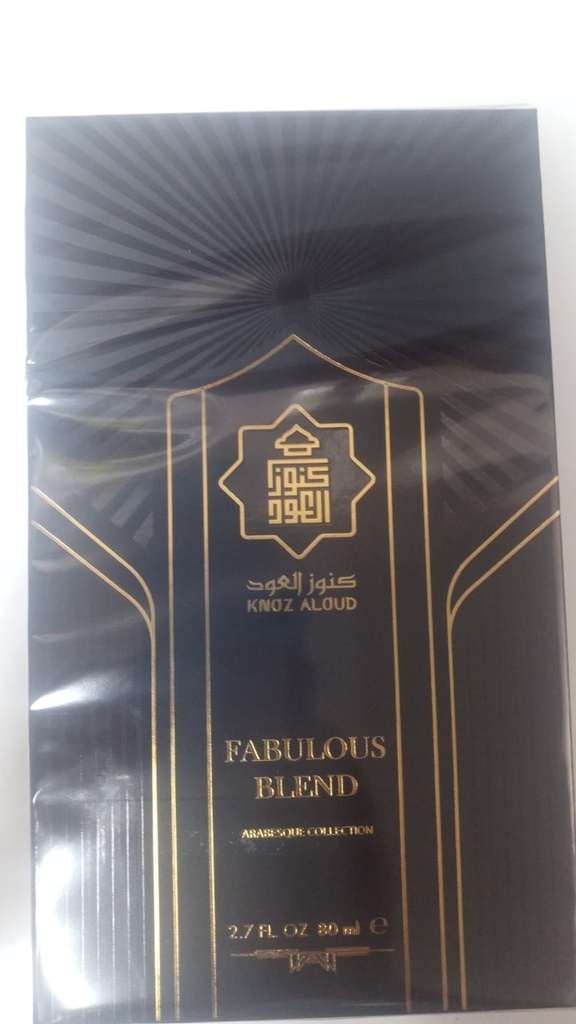 كنوز
العود
كنوز العود
KNOZ ALOUD
FABULOUS
BLEND
ARABESQUE COLLECTION
2.7 FL. OZ 80 ml e